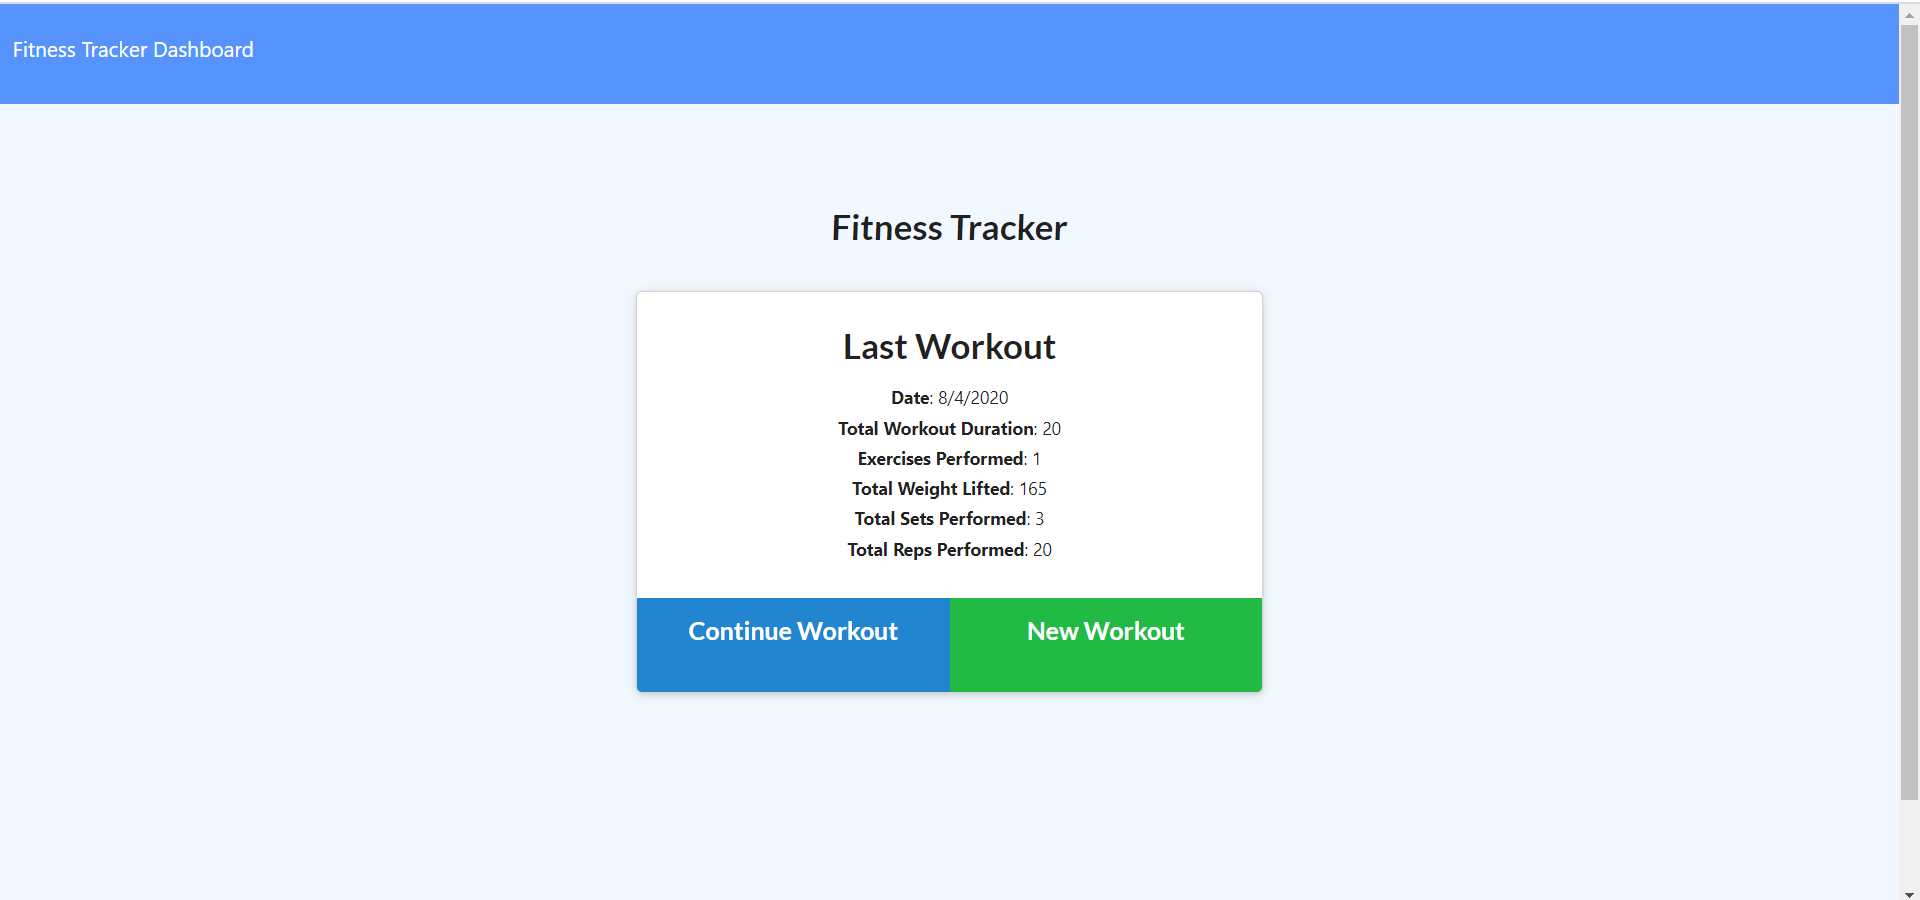 Fitness Tracker Dashboard
Fitness Tracker
Last Workout
Date: 8/4/2020
Total Workout Duration: 20
Exercises Performed: 1
Total Weight Lifted: 165
Total Sets Performed: 3
Total Reps Performed: 20
Continue Workout New Workout